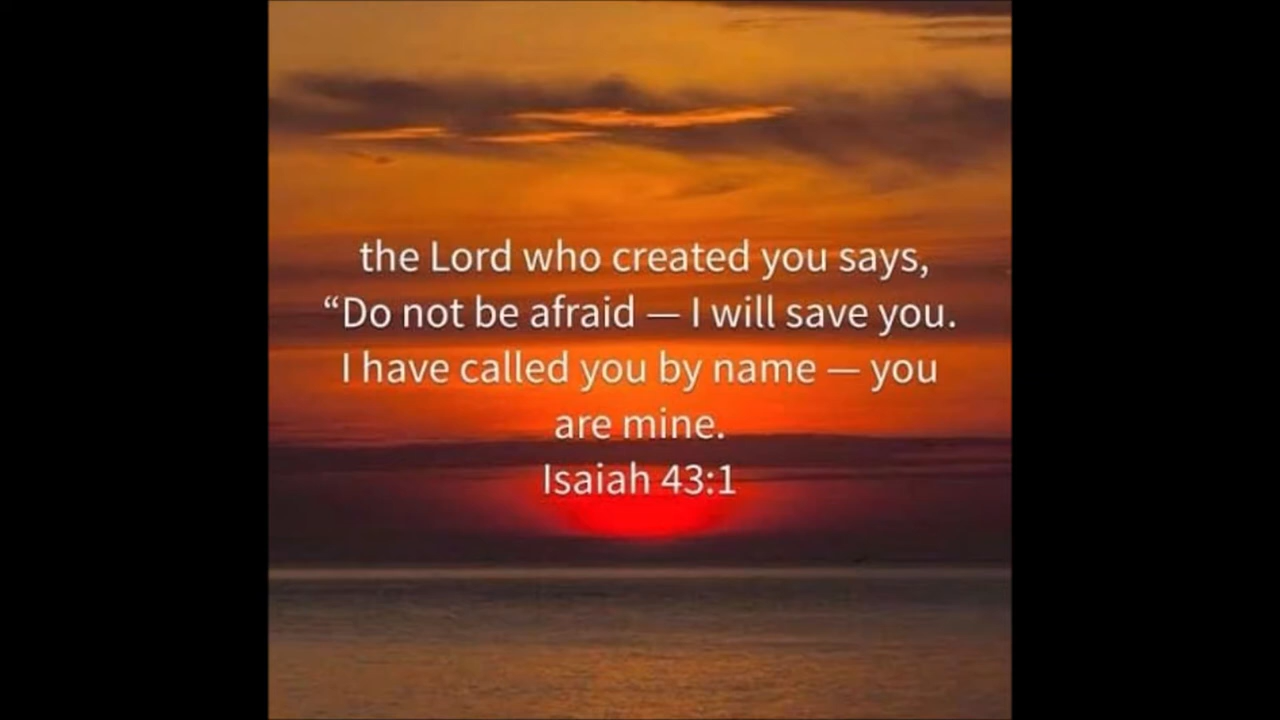 the Lord who created you says,
“Do not be afraid — I will save you.
I have called you by name — you
are mine.
Isaiah 43:1